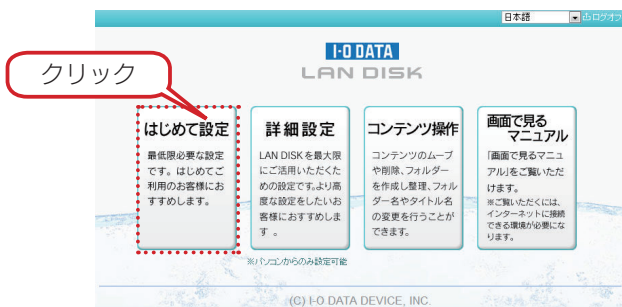 日本語
ログオフ
I-O DATA
LAN DISK
クリック
はじめて設定
最低限必要な設定
です。はじめてご
利用のお客様にお
すすめします。
詳細設定
LAN DISKを最大限
にご活用いただくた
めの設定です。より高
度な設定をしたいお
客様におすすめしま
す。
コンテンツ操作
コンテンツのムーブ
や削除、フォルダー
を作成し整理、フォル
ダー名やタイトル名
の変更を行うことが
できます。
画面で見る
マニュアル
「画面で見るマニュ
アル」をご覧いただ
けます。
※ご覧いただくには、
インターネットに接続
できる環境が必要にな
ります。
※パソコンからのみ設定可能
(C) I-O DATA DEVICE, INC.